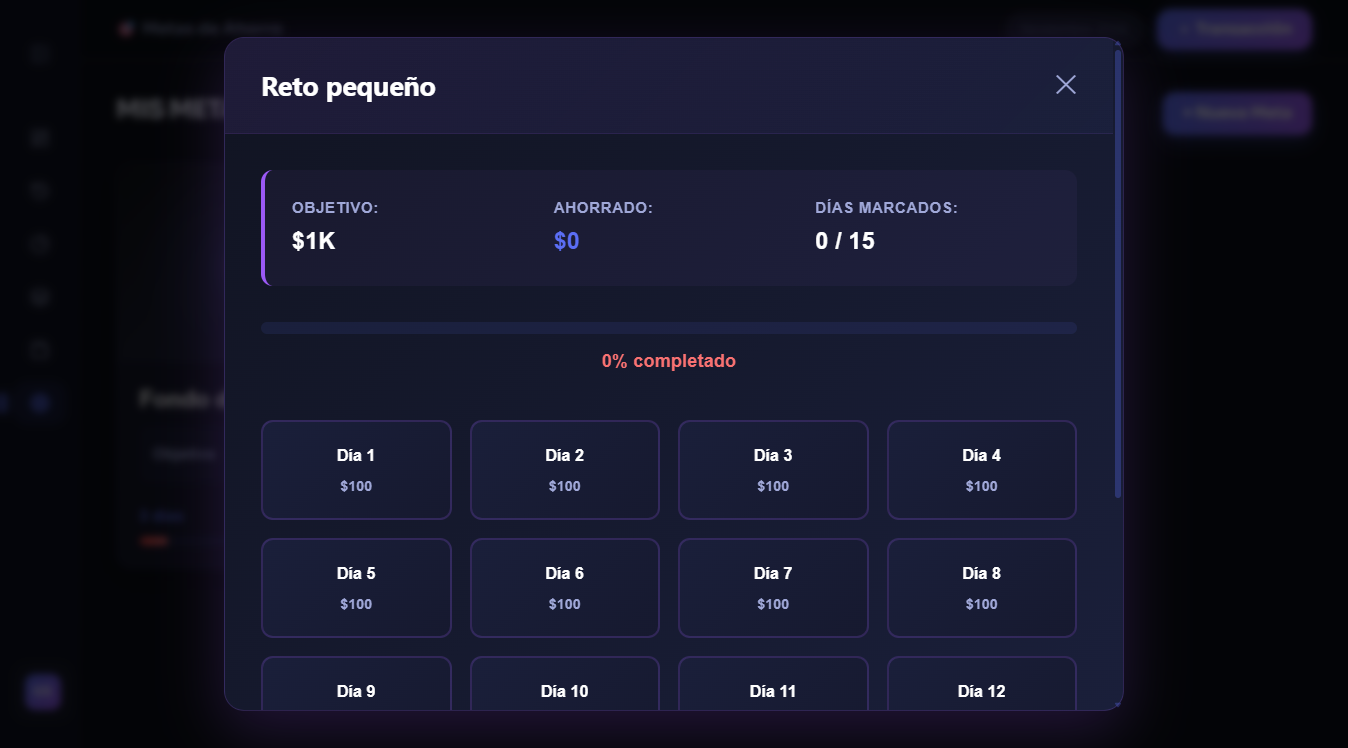 Reto pequeño
OBJETIVO:
$1K
AHORRADO:
$0
DÍAS MARCADOS:
0 / 15
0% completado
Día 1
$100
Día 2
$100
Día 3
$100
Día 4
$100
Día 5
$100
Día 6
$100
Día 7
$100
Día 8
$100
Día 9
Día 10
Día 11
Día 12